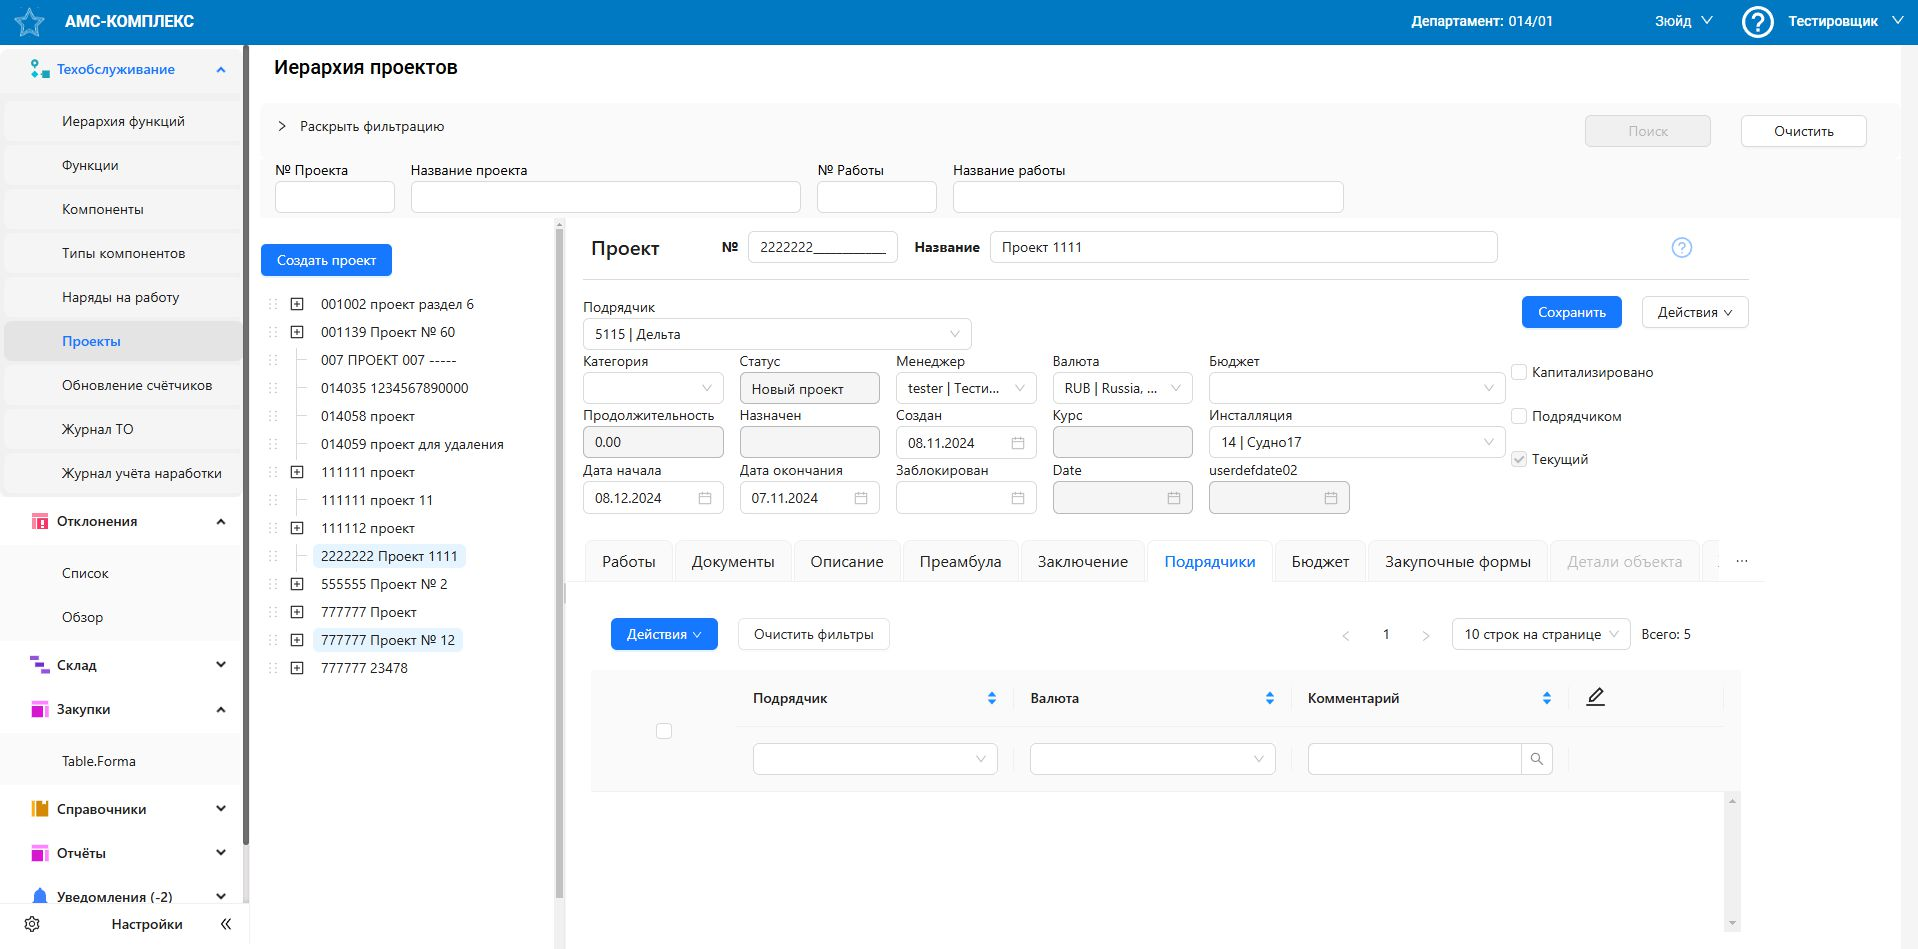 АМС-КОМПЛЕКС
Департамент: 014/01
Зюйд
Тестировщик
Техобслуживание
Иерархия функций
Функции
Компоненты
Типы компонентов
Наряды на работу
Проекты
Обновление счётчиков
Журнал ТО
Журнал учёта наработки
Отклонения
Список
Обзор
Склад
Закупки
Table.Forma
Справочники
Отчёты
Уведомления (-2)
Настройки
Иерархия проектов
Раскрыть фильтрацию
Поиск
Очистить
№ Проекта
Название проекта
№ Работы
Название работы
Создать проект
001002 проект раздел 6
001139 Проект № 60
007 ПРОЕКТ 007 -----
014035 1234567890000
014058 проект
014059 проект для удаления
111111 проект
111111 проект 11
111112 проект
2222222 Проект 1111
555555 Проект № 2
777777 Проект
777777 Проект № 12
777777 23478
Проект
№
2222222___________
Название
Проект 1111
Подрядчик
5115 | Дельта
Сохранить
Действия
Категория
Статус
Менеджер
Валюта
Бюджет
Новый проект
tester | Тести...
RUB | Russia, ...
Капитализировано
Продолжительность
Назначен
Создан
Курс
Инсталляция
Подрядчиком
0.00
08.11.2024
14 | Судно17
Текущий
Дата начала
Дата окончания
Заблокирован
Date
userdefdate02
08.12.2024
07.11.2024
Работы
Документы
Описание
Преамбула
Заключение
Подрядчики
Бюджет
Закупочные формы
Детали объекта
...
Действия
Очистить фильтры
1
10 строк на странице
Всего: 5
Подрядчик
Валюта
Комментарий